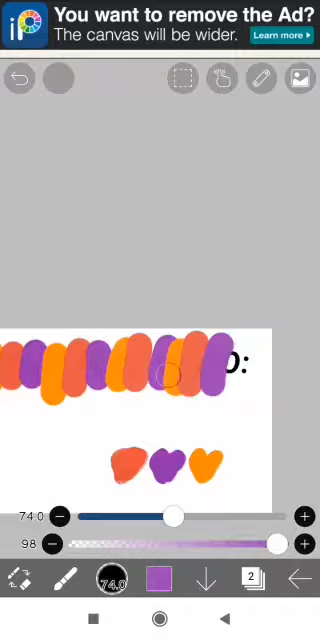 iP
You want to remove the Ad?
The canvas will be wider.
Learn more
:
74.0
98
74.0
2